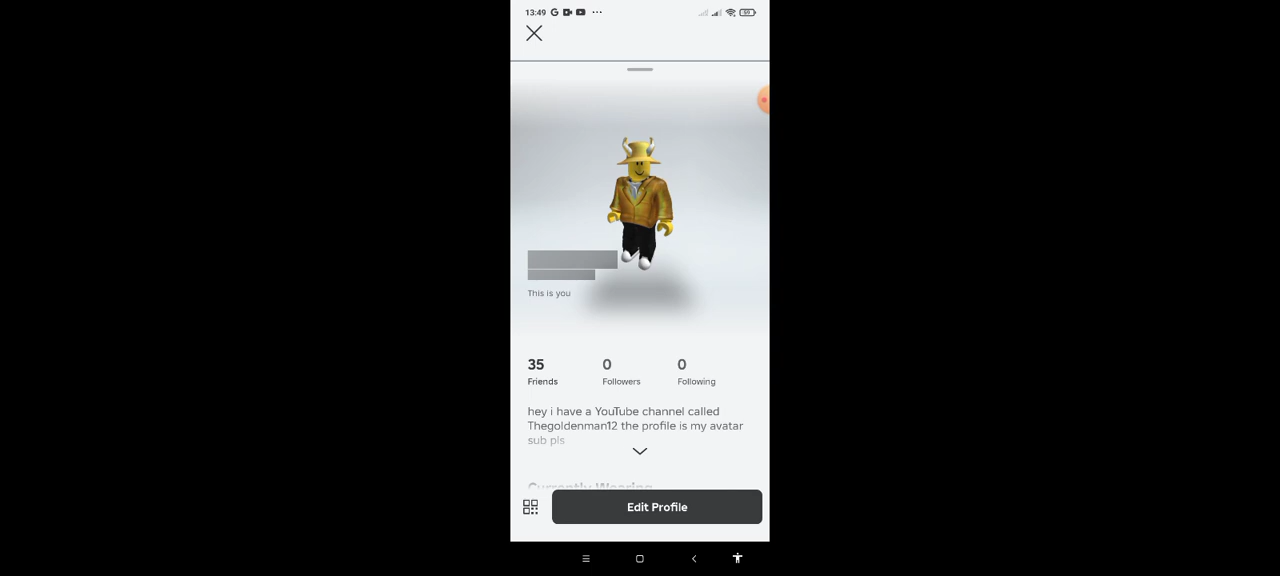 13:49
59
This is you
35 0 0
Friends Followers Following
hey i have a YouTube channel called
Thegoldenman12 the profile is my avatar
sub pls
Currently Wearing
Edit Profile